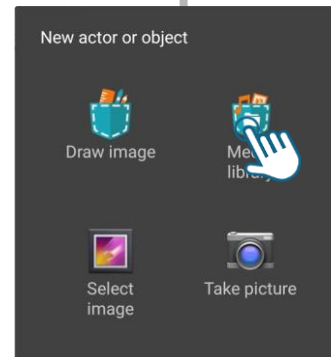 New actor or object
Draw image
Select
image
Take picture